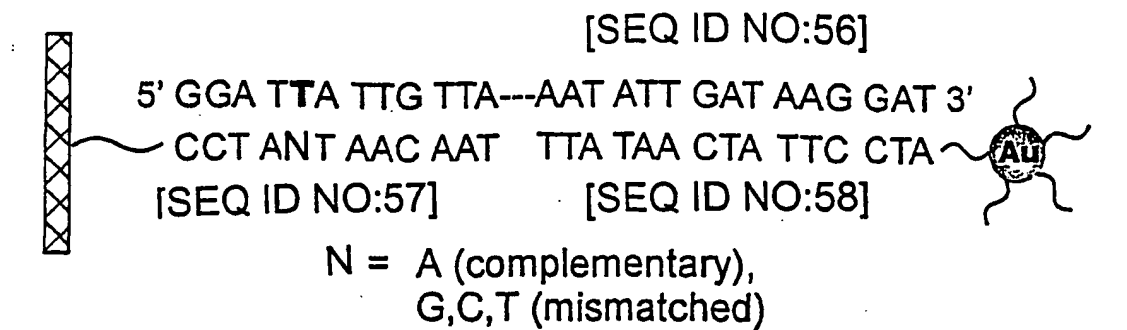 [SEQ ID NO:56]
5' GGA TTA TTG TTA---AAT ATT GAT AAG GAT 3'
CCT ANT AAC AAT TTA TAA CTA TTC CTA Au
[SEQ ID NO:57] [SEQ ID NO:58]
N = A (complementary),
G,C,T (mismatched)